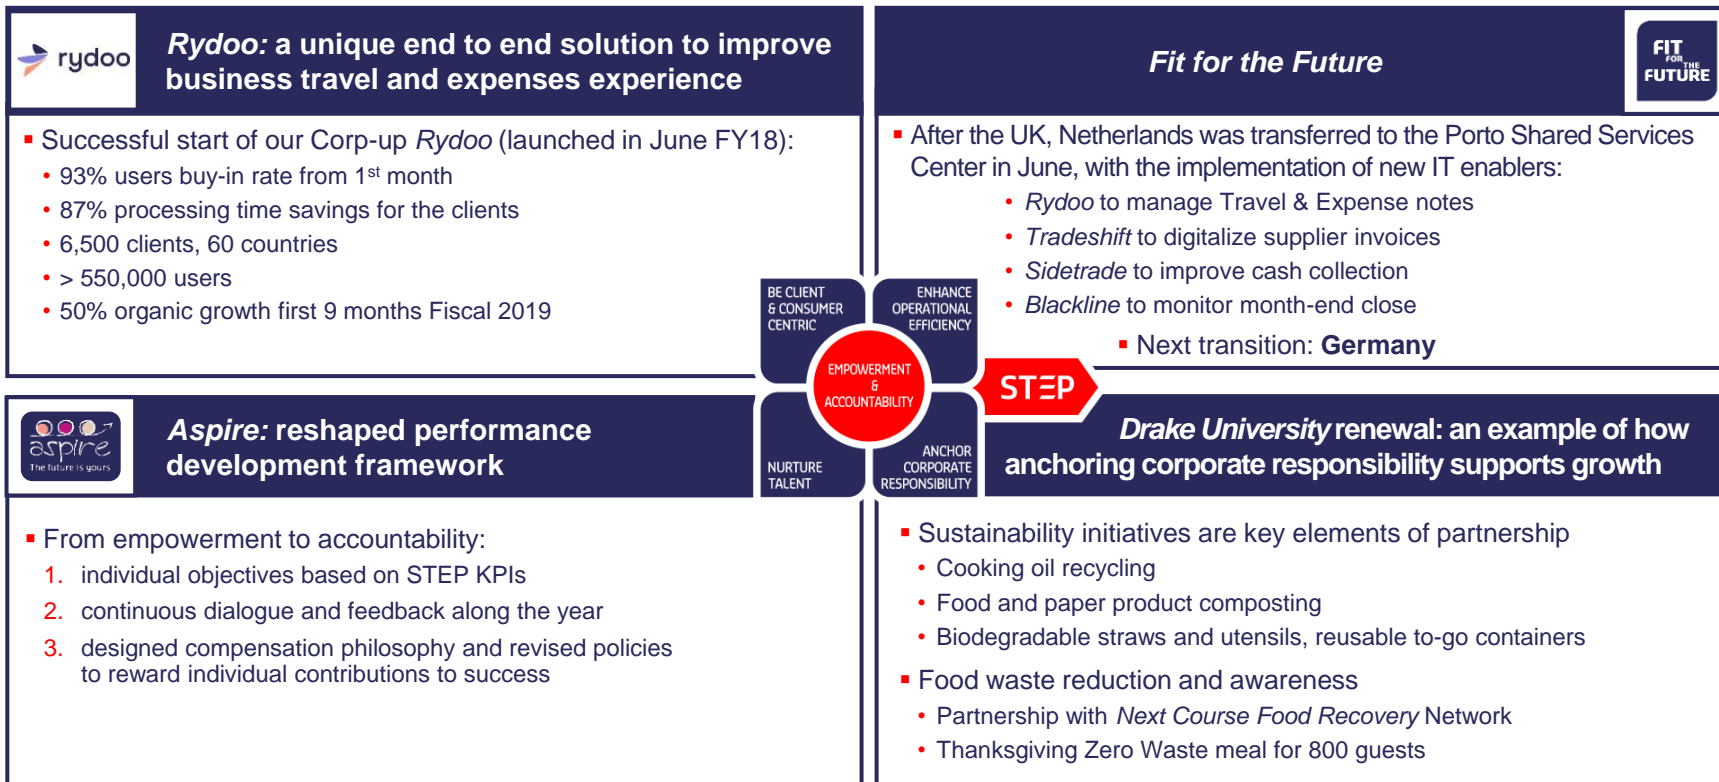 rydoo
Rydoo: a unique end to end solution to improve
business travel and expenses experience
▪ Successful start of our Corp-up Rydoo (launched in June FY18):
• 93% users buy-in rate from 1st month
• 87% processing time savings for the clients
• 6,500 clients, 60 countries
• > 550,000 users
• 50% organic growth first 9 months Fiscal 2019
Fit for the Future
FIT
FOR THE
FUTURE
▪ After the UK, Netherlands was transferred to the Porto Shared Services
Center in June, with the implementation of new IT enablers:
• Rydoo to manage Travel & Expense notes
• Tradeshift to digitalize supplier invoices
• Sidetrade to improve cash collection
• Blackline to monitor month-end close
▪ Next transition: Germany
BE CLIENT
& CONSUMER
CENTRIC
ENHANCE
OPERATIONAL
EFFICIENCY
EMPOWERMENT
&
ACCOUNTABILITY
STEP
NURTURE
TALENT
ANCHOR
CORPORATE
RESPONSIBILITY
aspire
The future is yours
Aspire: reshaped performance
development framework
▪ From empowerment to accountability:
1. individual objectives based on STEP KPIs
2. continuous dialogue and feedback along the year
3. designed compensation philosophy and revised policies
to reward individual contributions to success
Drake University renewal: an example of how
anchoring corporate responsibility supports growth
▪ Sustainability initiatives are key elements of partnership
• Cooking oil recycling
• Food and paper product composting
• Biodegradable straws and utensils, reusable to-go containers
▪ Food waste reduction and awareness
• Partnership with Next Course Food Recovery Network
• Thanksgiving Zero Waste meal for 800 guests